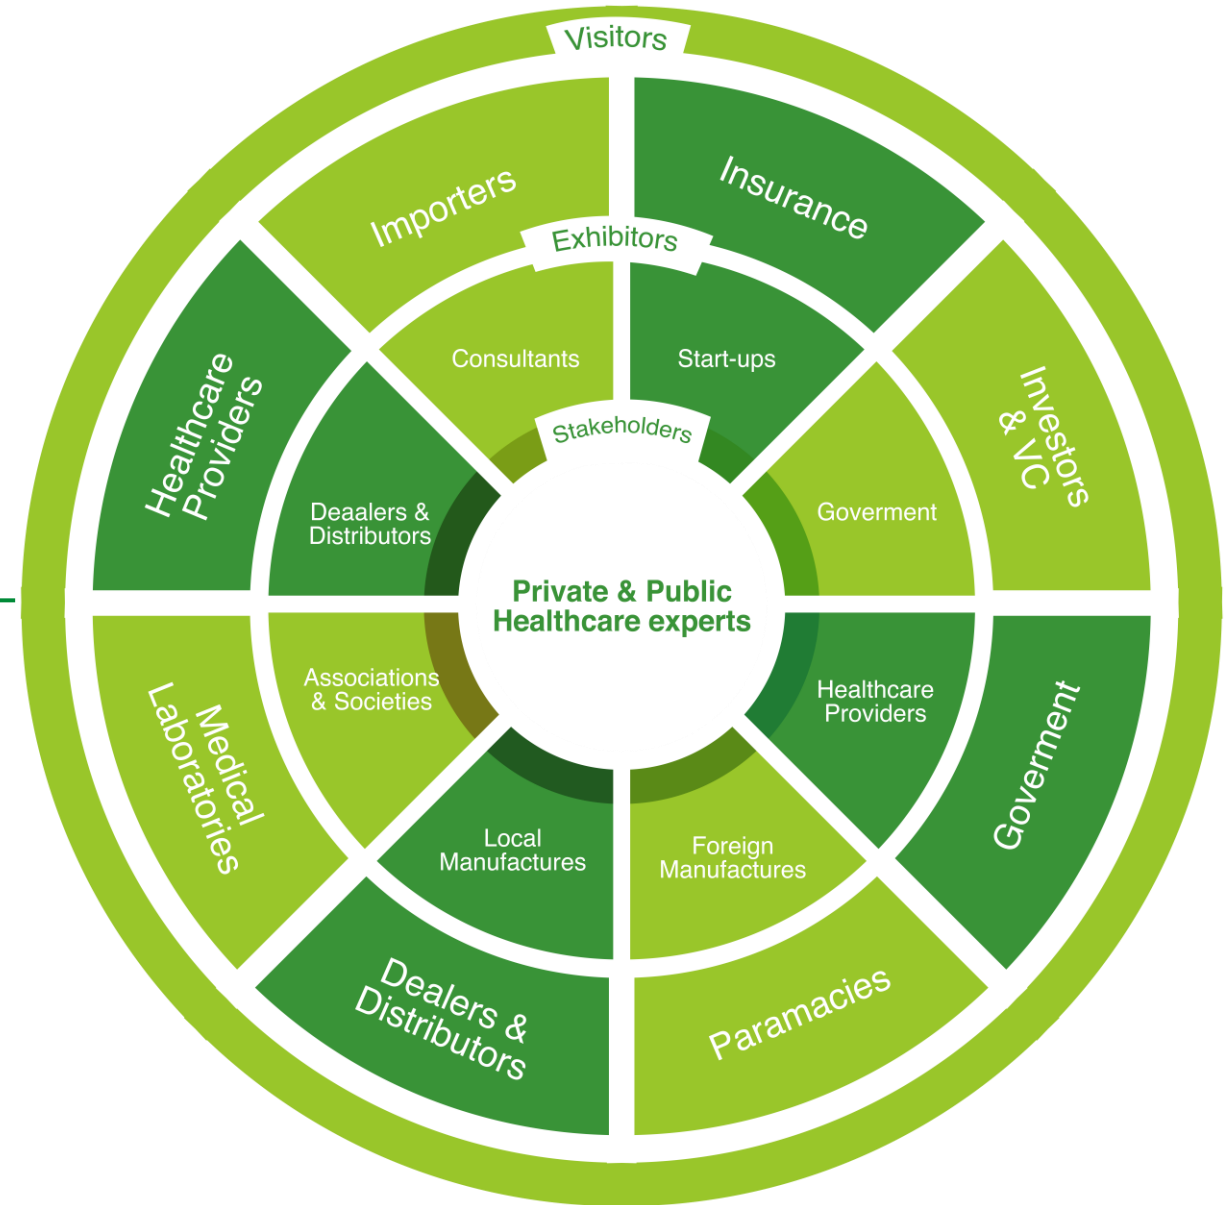 Visitors
Importers
Insurance
Exhibitors
Consultants
Start-ups
Healthcare
Providers
Investors
& VC
Stakeholders
Deaalers &
Distributors
Goverment
Private & Public
Healthcare experts
Associations
& Societies
Healthcare
Providers
Medical
Laboratories
Goverment
Local
Manufactures
Foreign
Manufactures
Dealers &
Distributors
Paramacies